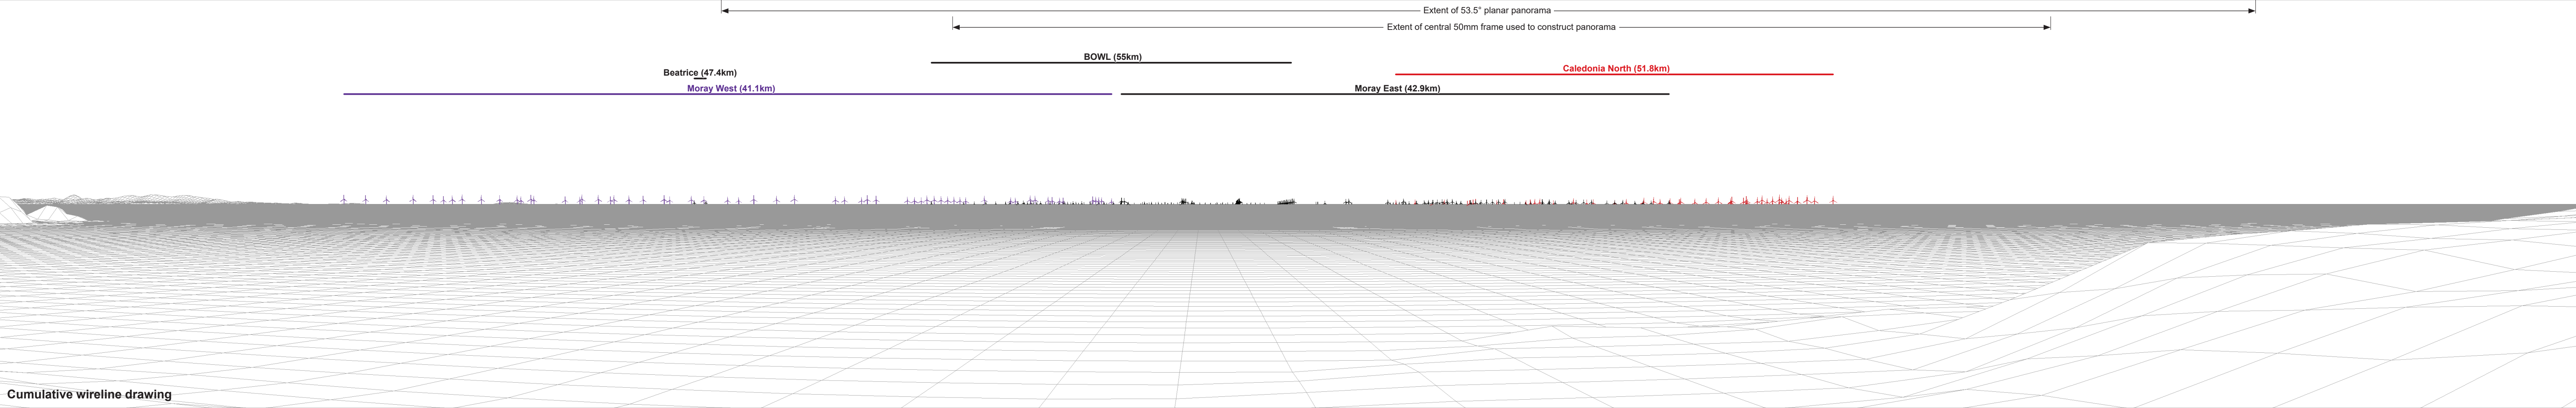 Extent of 53.5° planar panorama
Extent of central 50mm frame used to construct panorama
BOWL (55km)
Caledonia North (51.8km)
Beatrice (47.4km)
Moray West (41.1km)
Moray East (42.9km)
Cumulative wireline drawing